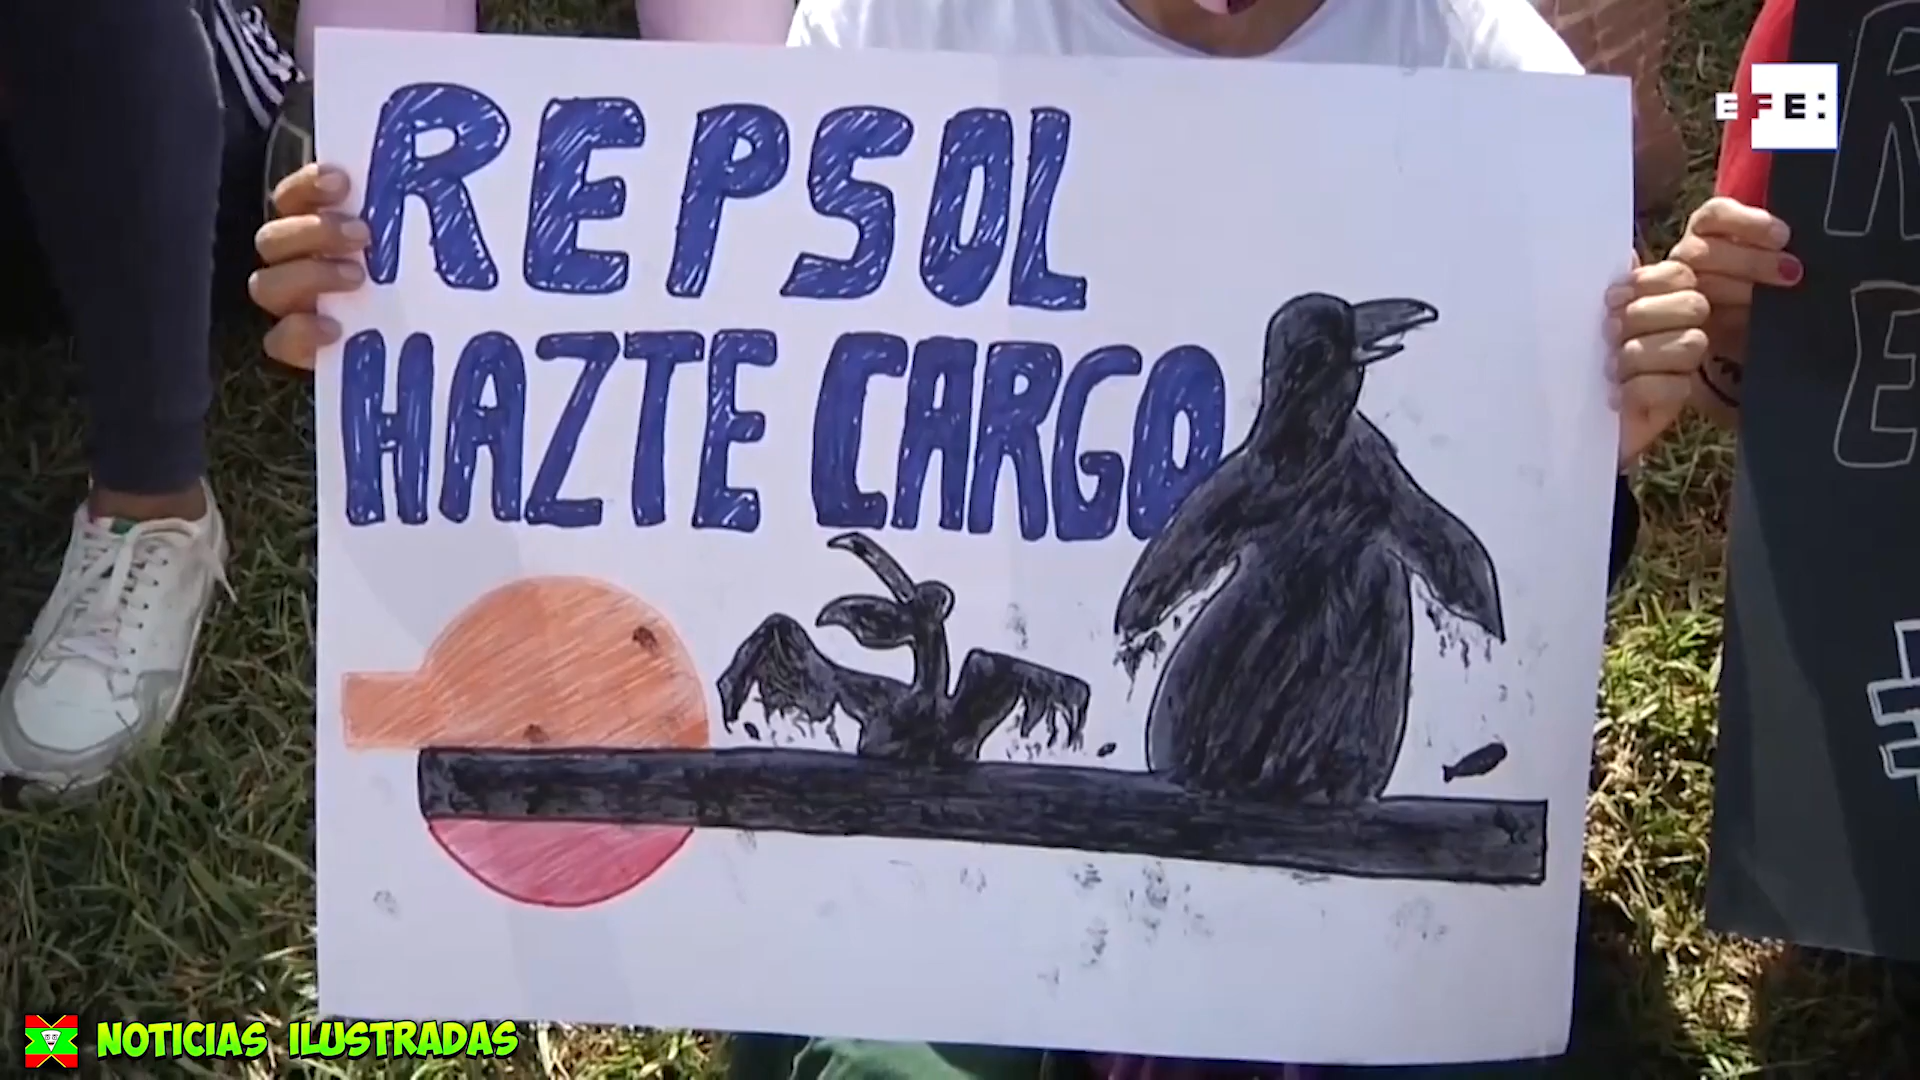 REPSOL
HAZTE CARGO
EFE:
R
E
#
NOTICIAS ILUSTRADAS